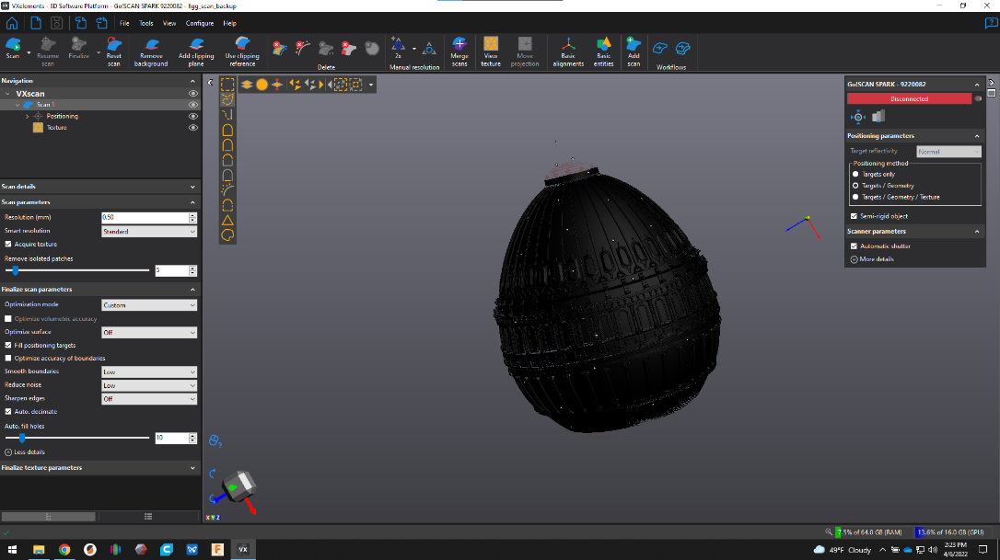 VXelements - 3D Software Platform - Go!SCAN SPARK 9220082 - Egg_scan_backup
File Tools View Configure Help
Scan
Resume scan
Finalize
Reset scan
Remove background
Add clipping plane
Use clipping reference
Delete
2x
Manual resolution
Merge scans
View texture
Move projection
Basic alignments
Basic entities
Add scan
Workflows
Navigation
VXscan
Scan 1
Positioning
Texture
Scan details
Scan parameters
Resolution (mm) 0.50
Smart resolution Standard
Acquire texture
Remove isolated patches
5
Finalize scan parameters
Optimization mode Custom
Optimize volumetric accuracy
Optimize surface Off
Fill positioning targets
Optimize accuracy of boundaries
Smooth boundaries Low
Reduce noise Low
Sharpen edges Off
Auto. decimate
Auto. fill holes
10
Less details
Finalize texture parameters
X Y Z
Go!SCAN SPARK - 9220082
Disconnected
Positioning parameters
Target reflectivity Normal
Positioning method
Targets only
Targets / Geometry
Targets / Geometry / Texture
Semi-rigid object
Scanner parameters
Automatic shutter
More details
7.5% of 64.0 GB (RAM) 13.6% of 16.0 GB (GPU)
VX
49°F Cloudy
2:23 PM
4/6/2022